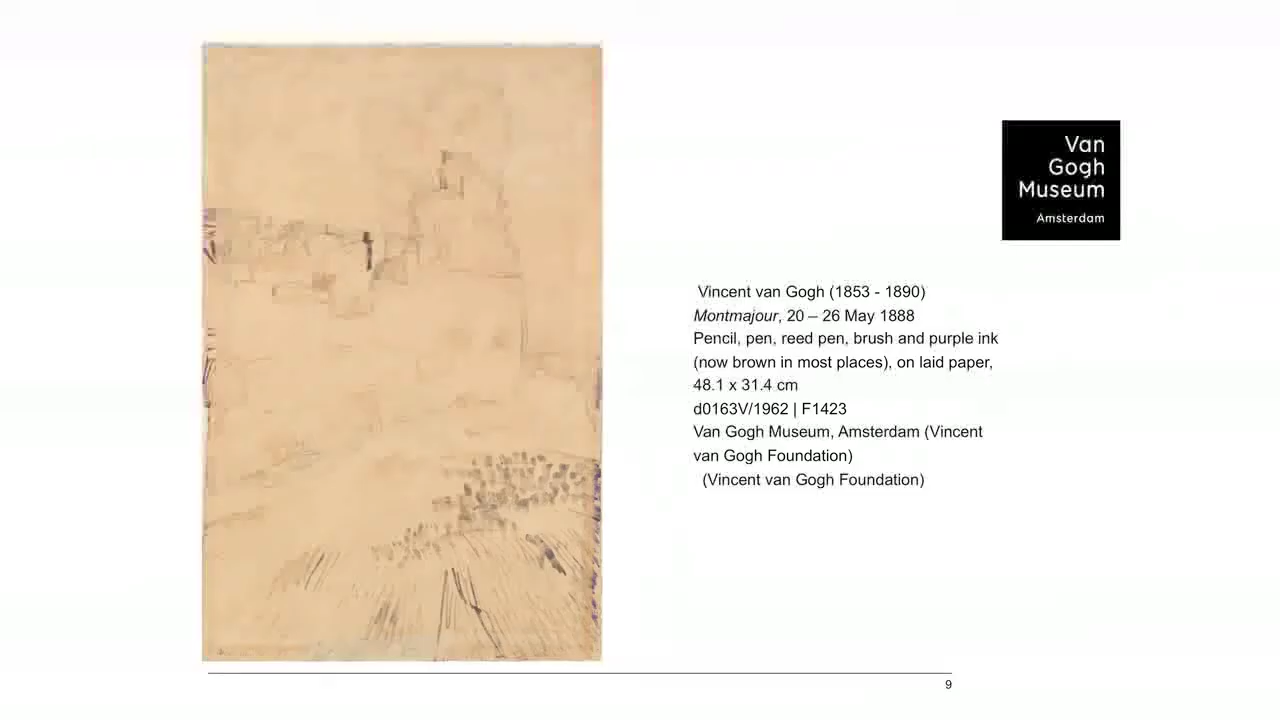 Van
Gogh
Museum
Amsterdam
Vincent van Gogh (1853 - 1890)
Montmajour, 20 – 26 May 1888
Pencil, pen, reed pen, brush and purple ink
(now brown in most places), on laid paper,
48.1 x 31.4 cm
d0163V/1962 | F1423
Van Gogh Museum, Amsterdam (Vincent
van Gogh Foundation)
(Vincent van Gogh Foundation)
9